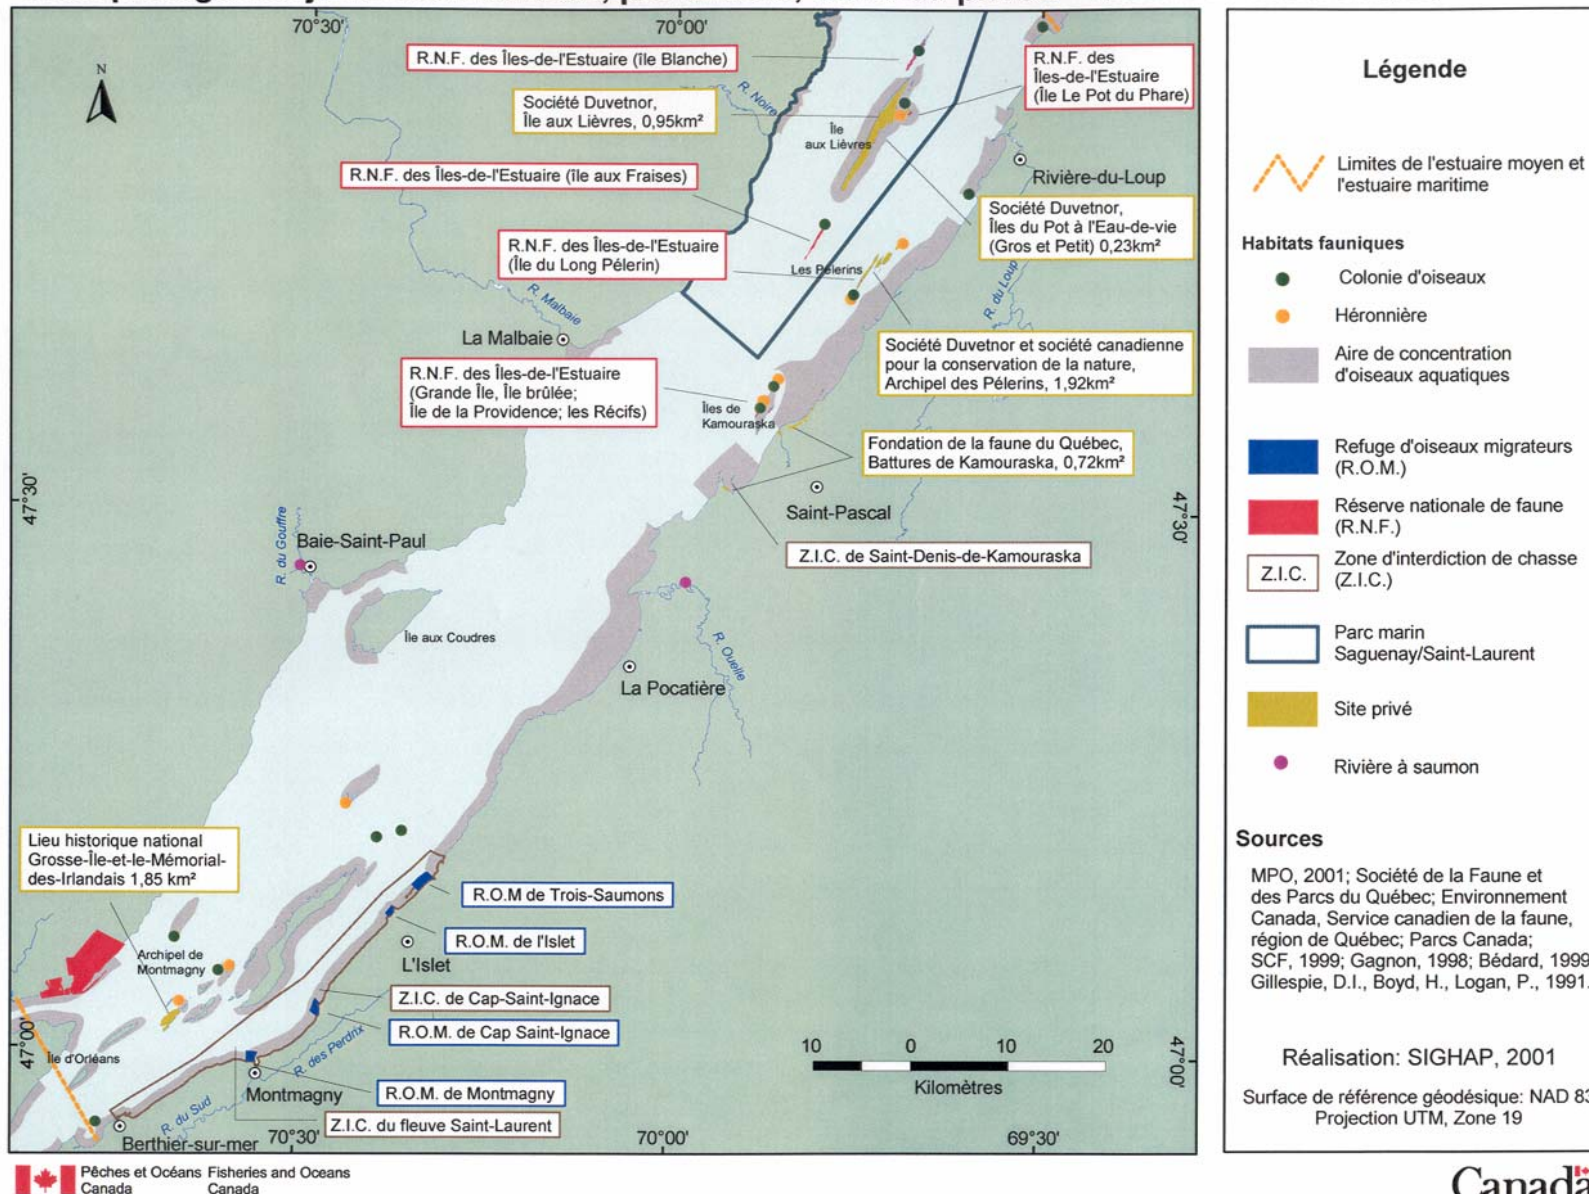 70°30'
70°00'
N
R.N.F. des Îles-de-l'Estuaire (île Blanche)
R.N.F. des
Îles-de-l'Estuaire
(Île Le Pot du Phare)
Société Duvetnor,
Île aux Lièvres, 0,95km²
R. Noire
Île
aux Lièvres
R.N.F. des Îles-de-l'Estuaire (île aux Fraises)
Rivière-du-Loup
Société Duvetnor,
Îles du Pot à l'Eau-de-vie
(Gros et Petit) 0,23km²
R.N.F. des Îles-de-l'Estuaire
(Île du Long Pélerin)
Les Pélerins
R. du Loup
R. Malbaie
La Malbaie
Société Duvetnor et société canadienne
pour la conservation de la nature,
Archipel des Pélerins, 1,92km²
R.N.F. des Îles-de-l'Estuaire
(Grande Île, Île brûlée;
Île de la Providence; les Récifs)
Îles de
Kamouraska
Fondation de la faune du Québec,
Battures de Kamouraska, 0,72km²
47°30'
47°30'
Saint-Pascal
R. du Gouffre
Baie-Saint-Paul
Z.I.C. de Saint-Denis-de-Kamouraska
Île aux Coudres
R. Ouelle
La Pocatière
Lieu historique national
Grosse-Île-et-le-Mémorial-
des-Irlandais 1,85 km²
R.O.M de Trois-Saumons
R.O.M. de l'Islet
L'Islet
Archipel de
Montmagny
Z.I.C. de Cap-Saint-Ignace
R.O.M. de Cap Saint-Ignace
47°00'
47°00'
Île d'Orléans
R. des Perdrix
Montmagny
R.O.M. de Montmagny
R. du Sud
Z.I.C. du fleuve Saint-Laurent
Berthier-sur-mer
10 0 10 20
Kilomètres
70°30'
70°00'
69°30'
Légende
Limites de l'estuaire moyen et
l'estuaire maritime
Habitats fauniques
Colonie d'oiseaux
Héronnière
Aire de concentration
d'oiseaux aquatiques
Refuge d'oiseaux migrateurs
(R.O.M.)
Réserve nationale de faune
(R.N.F.)
Z.I.C.
Zone d'interdiction de chasse
(Z.I.C.)
Parc marin
Saguenay/Saint-Laurent
Site privé
Rivière à saumon
Sources
MPO, 2001; Société de la Faune et
des Parcs du Québec; Environnement
Canada, Service canadien de la faune,
région de Québec; Parcs Canada;
SCF, 1999; Gagnon, 1998; Bédard, 1999
Gillespie, D.I., Boyd, H., Logan, P., 1991.
Réalisation: SIGHAP, 2001
Surface de référence géodésique: NAD 83
Projection UTM, Zone 19
Pêches et Océans Fisheries and Oceans
Canada Canada
Canada